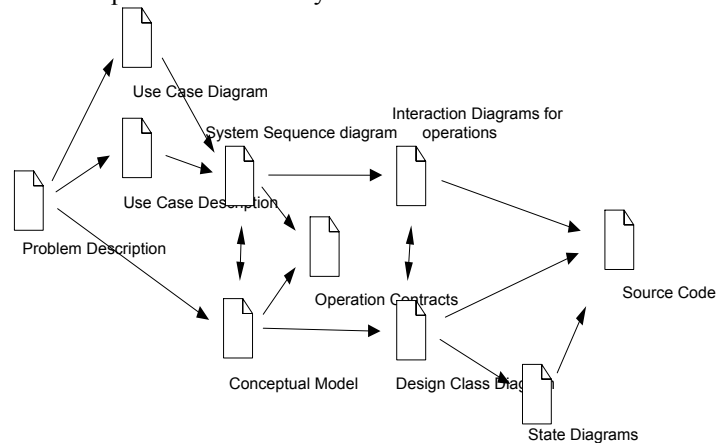 Use Case Diagram
Interaction Diagrams for
operations
System Sequence diagram
Use Case Description
Problem Description
Operation Contracts
Source Code
Conceptual Model
Design Class Diagram
State Diagrams